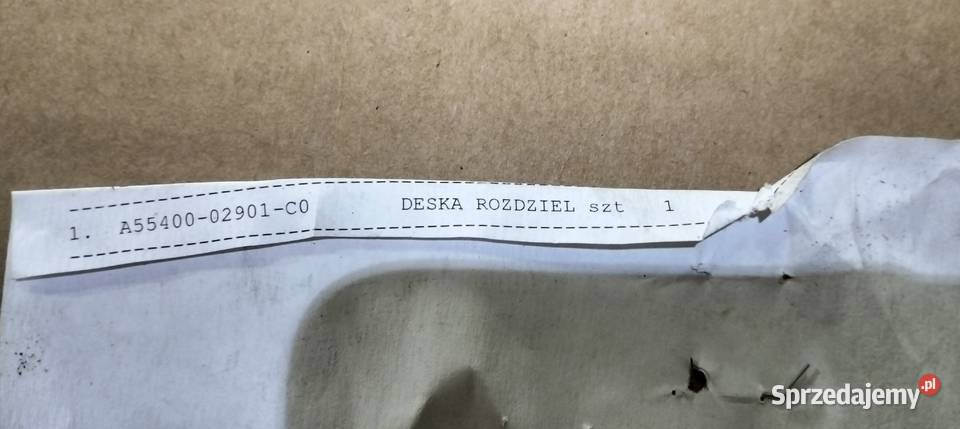 1. A55400-02901-C0 DESKA ROZDZIEL szt 1
Sprzedajemy.pl